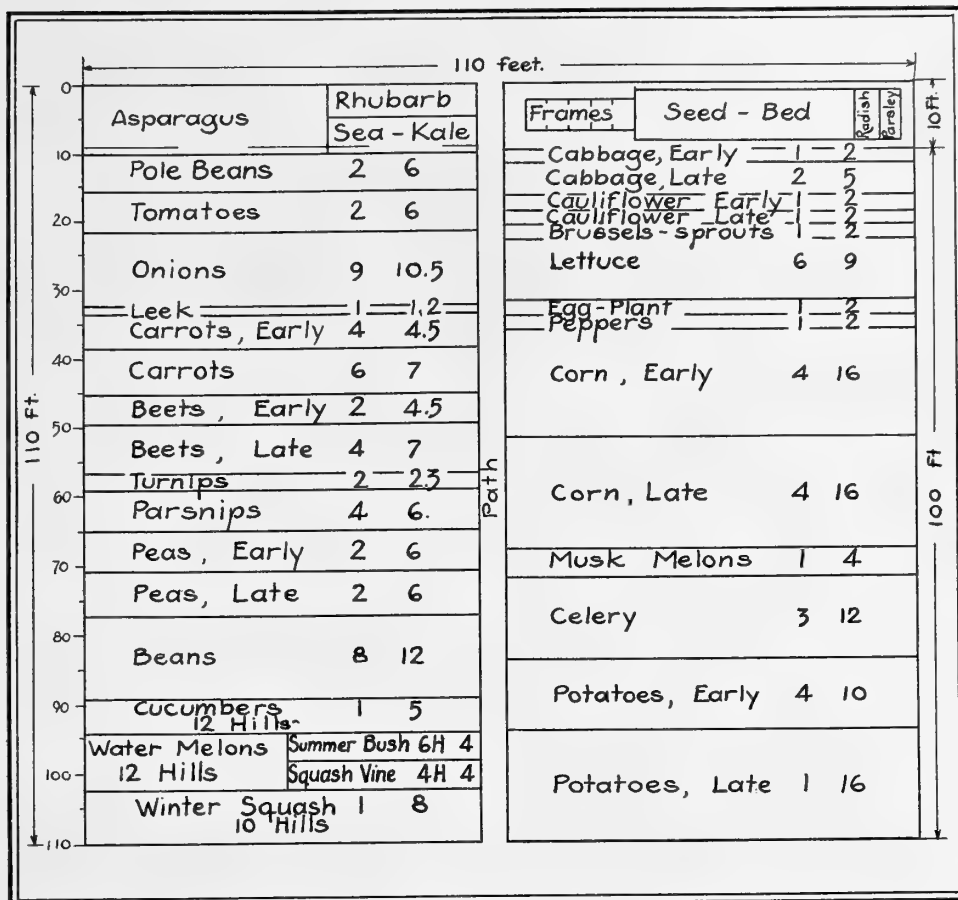 110 feet.
110 ft.
0
10
20
30
40
50
60
70
80
90
100
110
Asparagus
Rhubarb
Sea - Kale
Pole Beans 2 6
Tomatoes 2 6
Onions 9 10.5
Leek 1 1.2
Carrots, Early 4 4.5
Carrots 6 7
Beets, Early 2 4.5
Beets, Late 4 7
Turnips 2 2.3
Parsnips 4 6.
Peas, Early 2 6
Peas, Late 2 6
Beans 8 12
Cucumbers 1 5
12 Hills-
Water Melons
12 Hills
Summer Bush 6H 4
Squash Vine 4H 4
Winter Squash 1 8
10 Hills
Path
Frames
Seed - Bed
Radish
Parsley
Cabbage, Early 1 2
Cabbage, Late 2 5
Cauliflower Early 1 2
Cauliflower Late 1 2
Brussels-sprouts 1 2
Lettuce 6 9
Egg-Plant 1 2
Peppers 1 2
Corn, Early 4 16
Corn, Late 4 16
Musk Melons 1 4
Celery 3 12
Potatoes, Early 4 10
Potatoes, Late 1 16
10 Ft.
100 ft